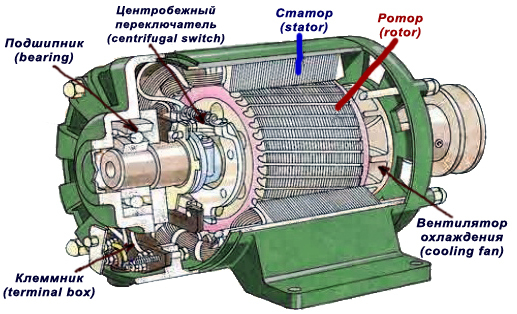 Центробежный
переключатель
(centrifugal switch)
Статор
(stator)
Ротор
(rotor)
Подшипник
(bearing)
Вентилятор
охлаждения
(cooling fan)
Клеммник
(terminal box)